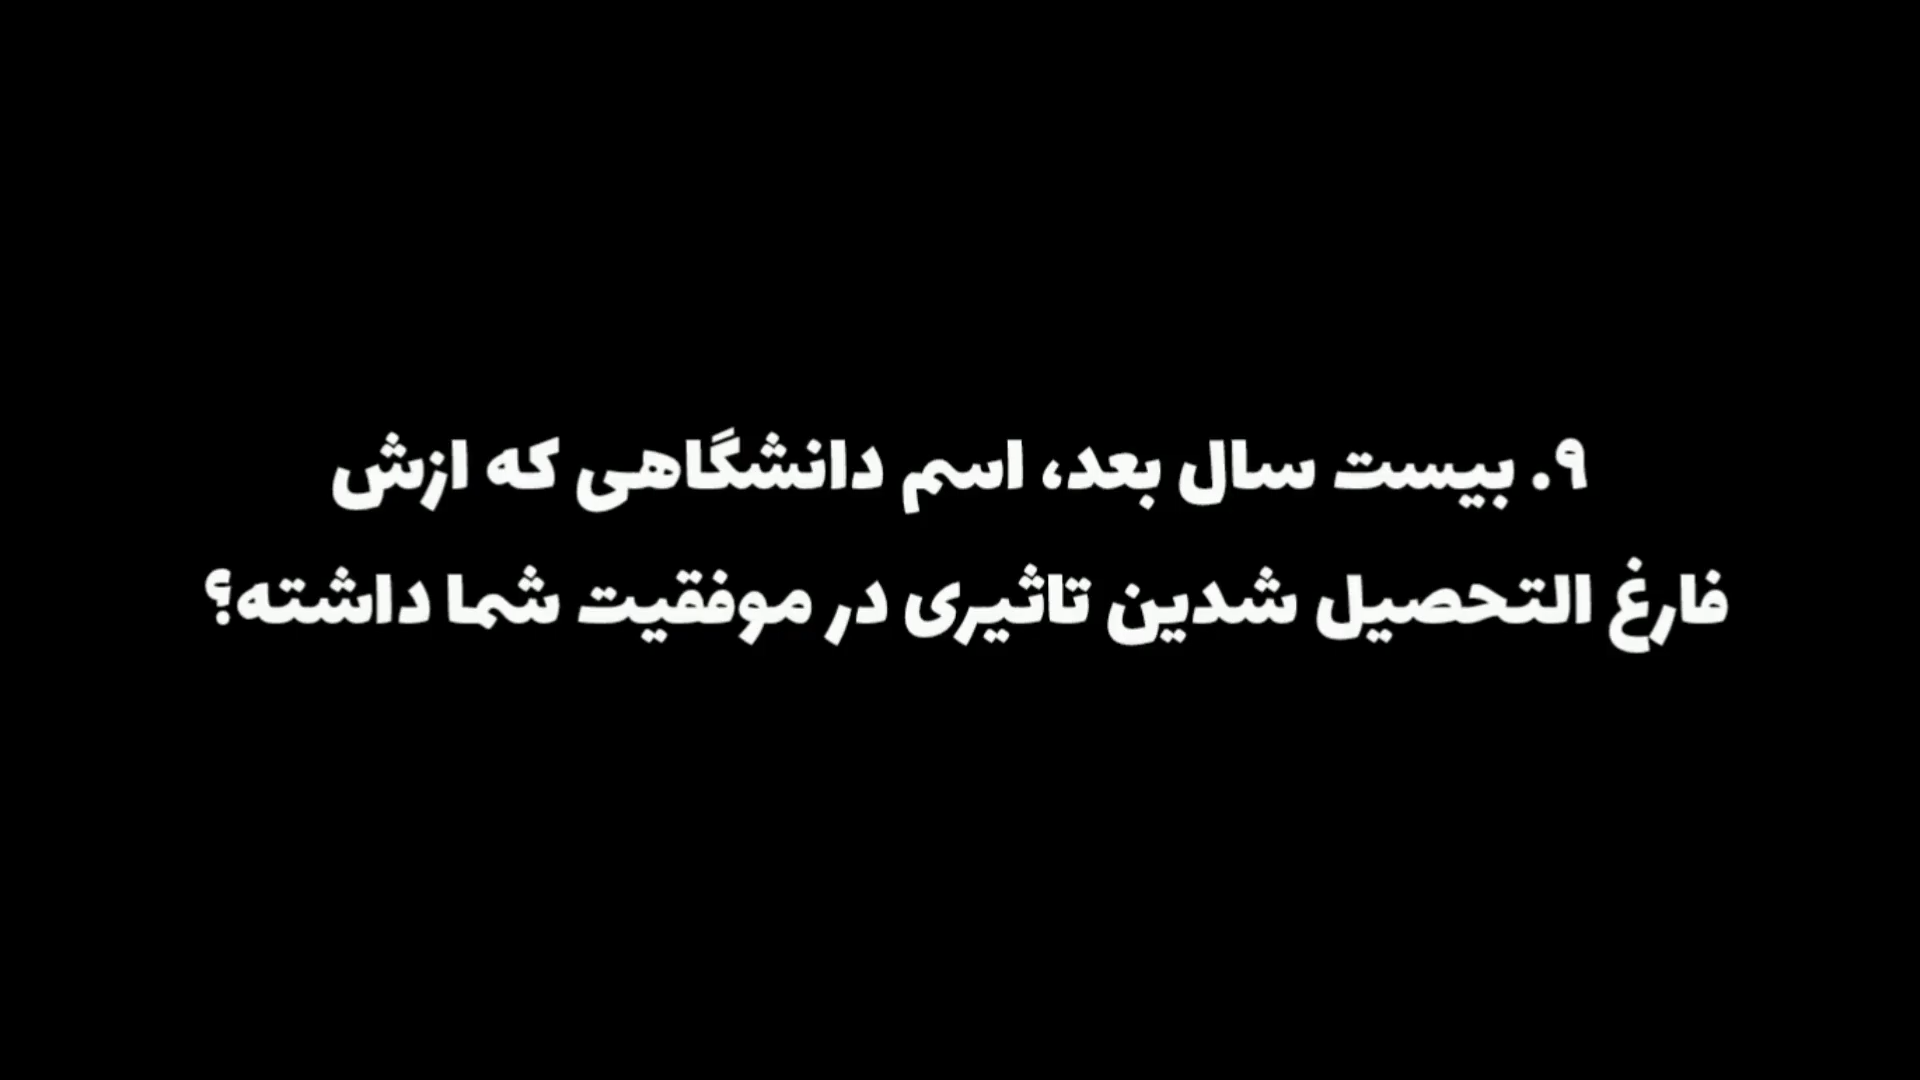 ۹. بیست سال بعد، اسم دانشگاهی که ازش
فارغ التحصیل شدین تاثیری در موفقیت شما داشته؟